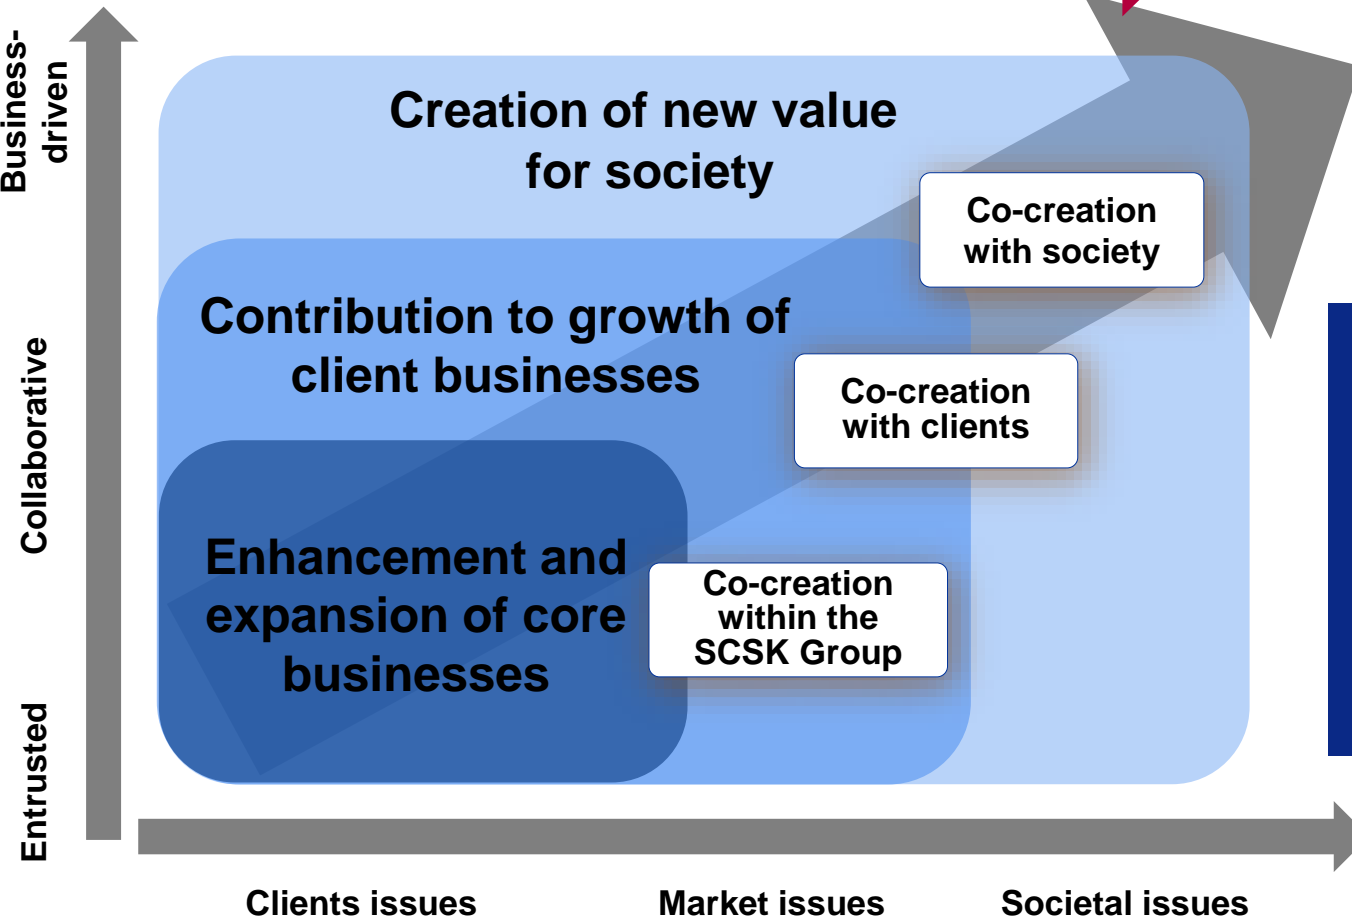 Business-
driven
Creation of new value
for society
Co-creation
with society
Contribution to growth of
client businesses
Co-creation
with clients
Collaborative
Enhancement and
expansion of core
businesses
Co-creation
within the
SCSK Group
Entrusted
Clients issues
Market issues
Societal issues